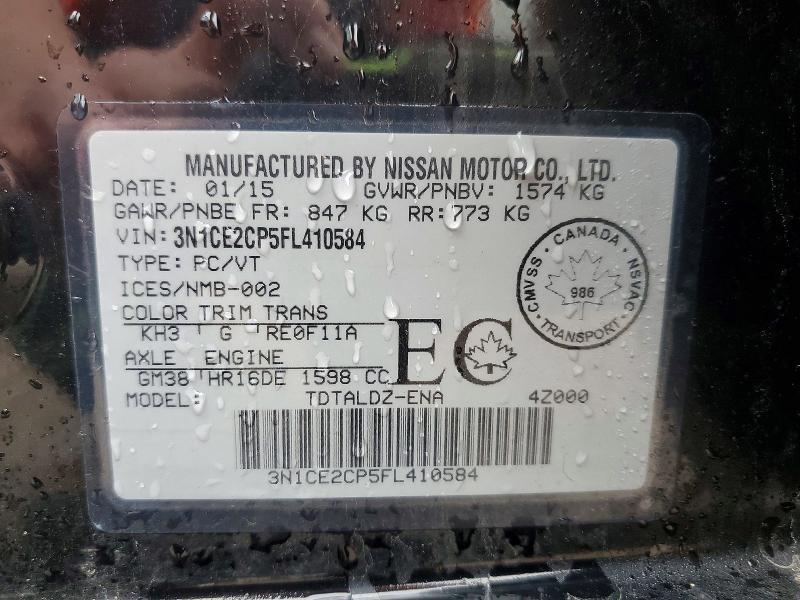 MANUFACTURED BY NISSAN MOTOR CO., LTD.
DATE: 01/15 GVWR/PNBV: 1574 KG
GAWR/PNBE FR: 847 KG RR: 773 KG
VIN: 3N1CE2CP5FL410584
TYPE: PC/VT
ICES/NMB-002
COLOR TRIM TRANS
KH3 G RE0F11A
AXLE ENGINE
GM38 HR16DE 1598 CC
EC
CANADA
CMVSS 986 NSVAC
TRANSPORT
MODEL: TDTALDZ-ENA 4Z000
3N1CE2CP5FL410584